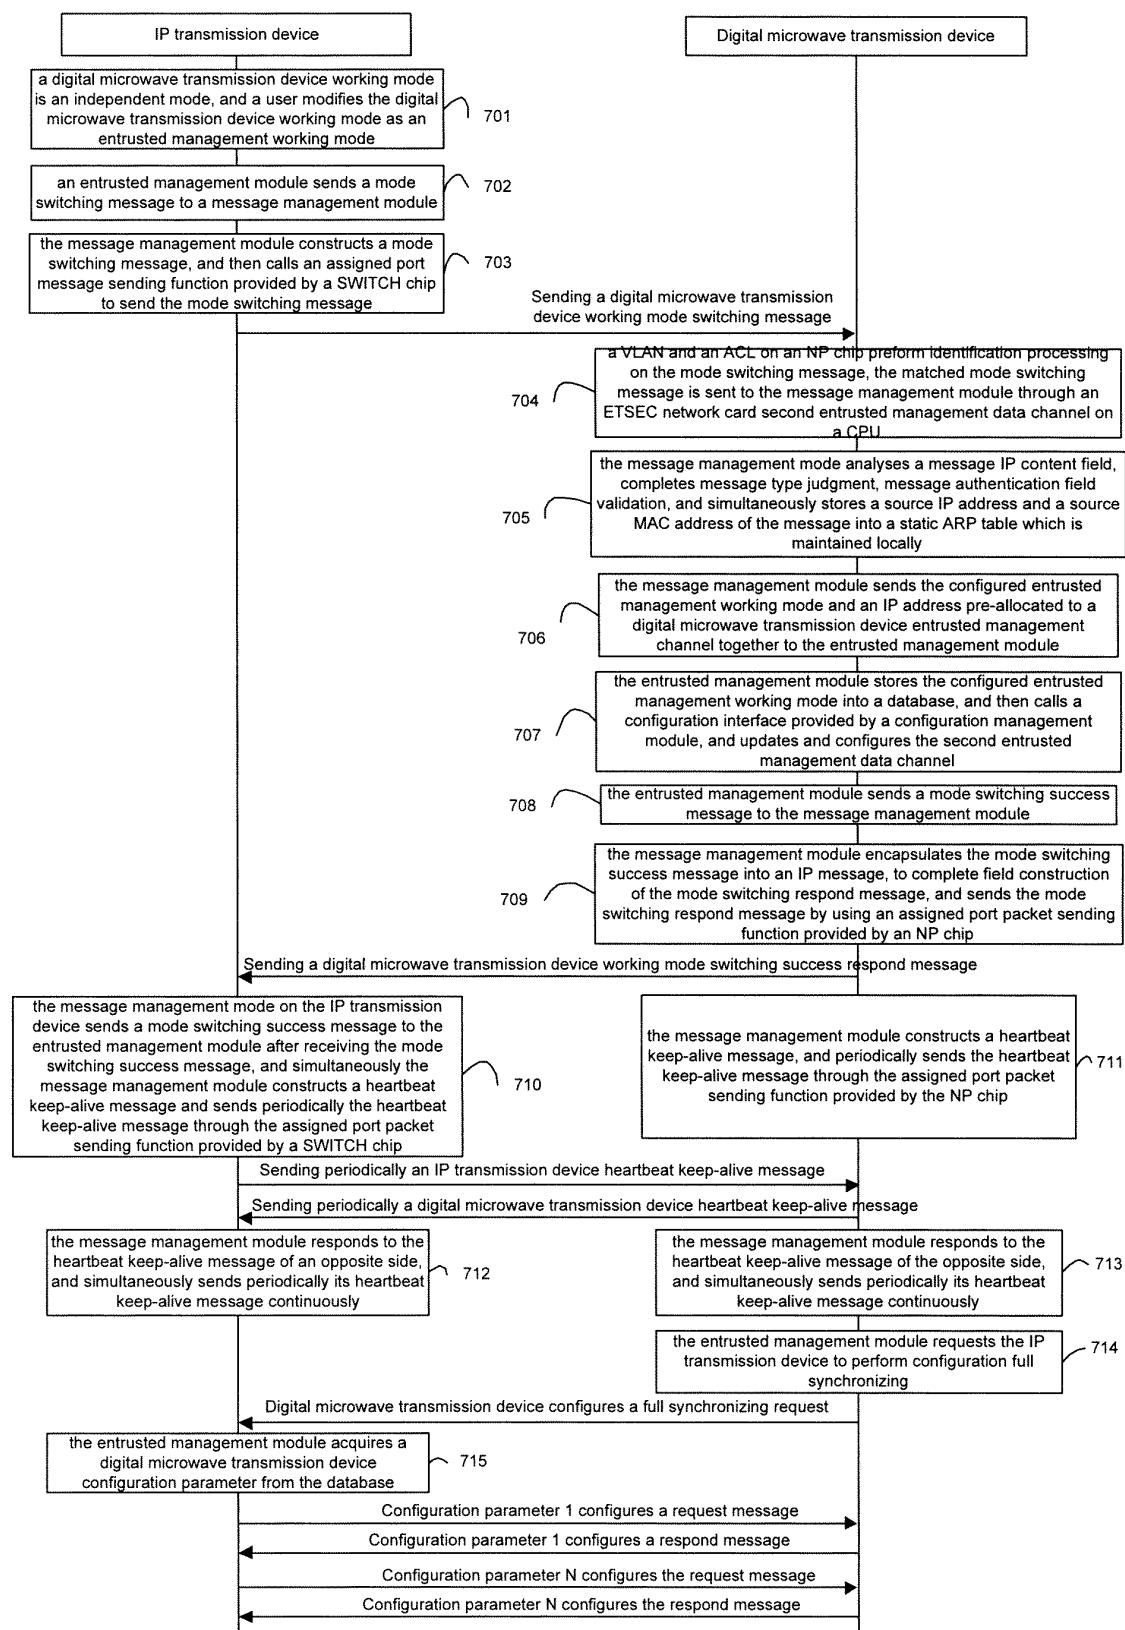 IP transmission device
Digital microwave transmission device
a digital microwave transmission device working mode
is an independent mode, and a user modifies the digital
microwave transmission device working mode as an
entrusted management working mode
701
an entrusted management module sends a mode
switching message to a message management module
702
the message management module constructs a mode
switching message, and then calls an assigned port
message sending function provided by a SWITCH chip
to send the mode switching message
703
Sending a digital microwave transmission
device working mode switching message
a VLAN and an ACL on an NP chip preform identification processing
on the mode switching message, the matched mode switching
message is sent to the message management module through an
ETSEC network card second entrusted management data channel on
a CPU
704
the message management mode analyses a message IP content field,
completes message type judgment, message authentication field
validation, and simultaneously stores a source IP address and a source
MAC address of the message into a static ARP table which is
maintained locally
705
the message management module sends the configured entrusted
management working mode and an IP address pre-allocated to a
digital microwave transmission device entrusted management
channel together to the entrusted management module
706
the entrusted management module stores the configured entrusted
management working mode into a database, and then calls a
configuration interface provided by a configuration management
module, and updates and configures the second entrusted
management data channel
707
the entrusted management module sends a mode switching success
message to the message management module
708
the message management module encapsulates the mode switching
success message into an IP message, to complete field construction
of the mode switching respond message, and sends the mode
switching respond message by using an assigned port packet sending
function provided by an NP chip
709
Sending a digital microwave transmission device working mode switching success respond message
the message management mode on the IP transmission
device sends a mode switching success message to the
entrusted management module after receiving the mode
switching success message, and simultaneously the
message management module constructs a heartbeat
keep-alive message and sends periodically the heartbeat
keep-alive message through the assigned port packet
sending function provided by a SWITCH chip
710
the message management module constructs a heartbeat
keep-alive message, and periodically sends the heartbeat
keep-alive message through the assigned port packet
sending function provided by the NP chip
711
Sending periodically an IP transmission device heartbeat keep-alive message
Sending periodically a digital microwave transmission device heartbeat keep-alive message
the message management module responds to the
heartbeat keep-alive message of an opposite side,
and simultaneously sends periodically its heartbeat
keep-alive message continuously
712
the message management module responds to the
heartbeat keep-alive message of the opposite side,
and simultaneously sends periodically its heartbeat
keep-alive message continuously
713
the entrusted management module requests the IP
transmission device to perform configuration full
synchronizing
714
Digital microwave transmission device configures a full synchronizing request
the entrusted management module acquires a
digital microwave transmission device
configuration parameter from the database
715
Configuration parameter 1 configures a request message
Configuration parameter 1 configures a respond message
Configuration parameter N configures the request message
Configuration parameter N configures the respond message